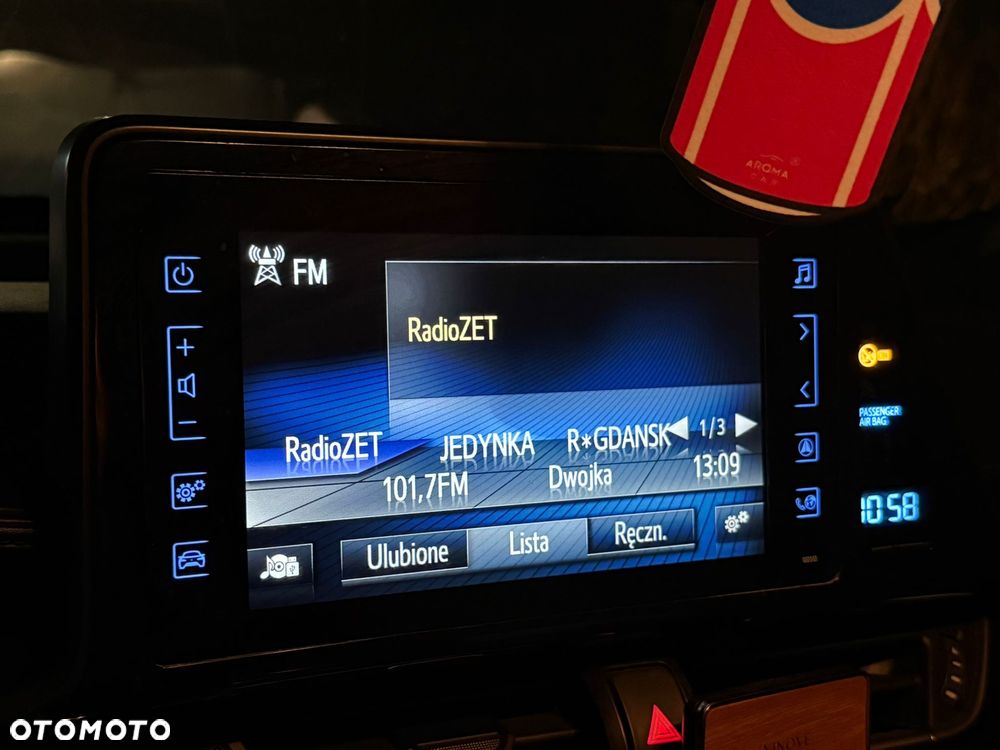 AROMA
CAR
FM
RadioZET
RadioZET JEDYNKA R*GDANSK 1/3
101,7FM Dwojka 13:09
Ulubione Lista Ręczn.
PASSENGER
AIR BAG
10:58
OTOMOTO